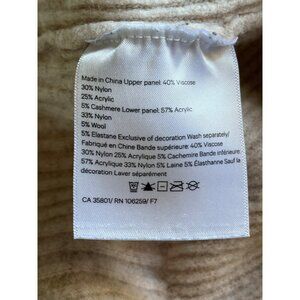 Made in China Upper panel: 40% Viscose
30% Nylon
25% Acrylic
5% Cashmere Lower panel: 57% Acrylic
33% Nylon
5% Wool
5% Elastane Exclusive of decoration Wash separately/
Fabriqué en Chine Bande supérieure: 40% Viscose
30% Nylon 25% Acrylique 5% Cachemire Bande inférieure:
57% Acrylique 33% Nylon 5% Laine 5% Élasthanne Sauf la
décoration Laver séparément
CA 35801/ RN 106259/ F7